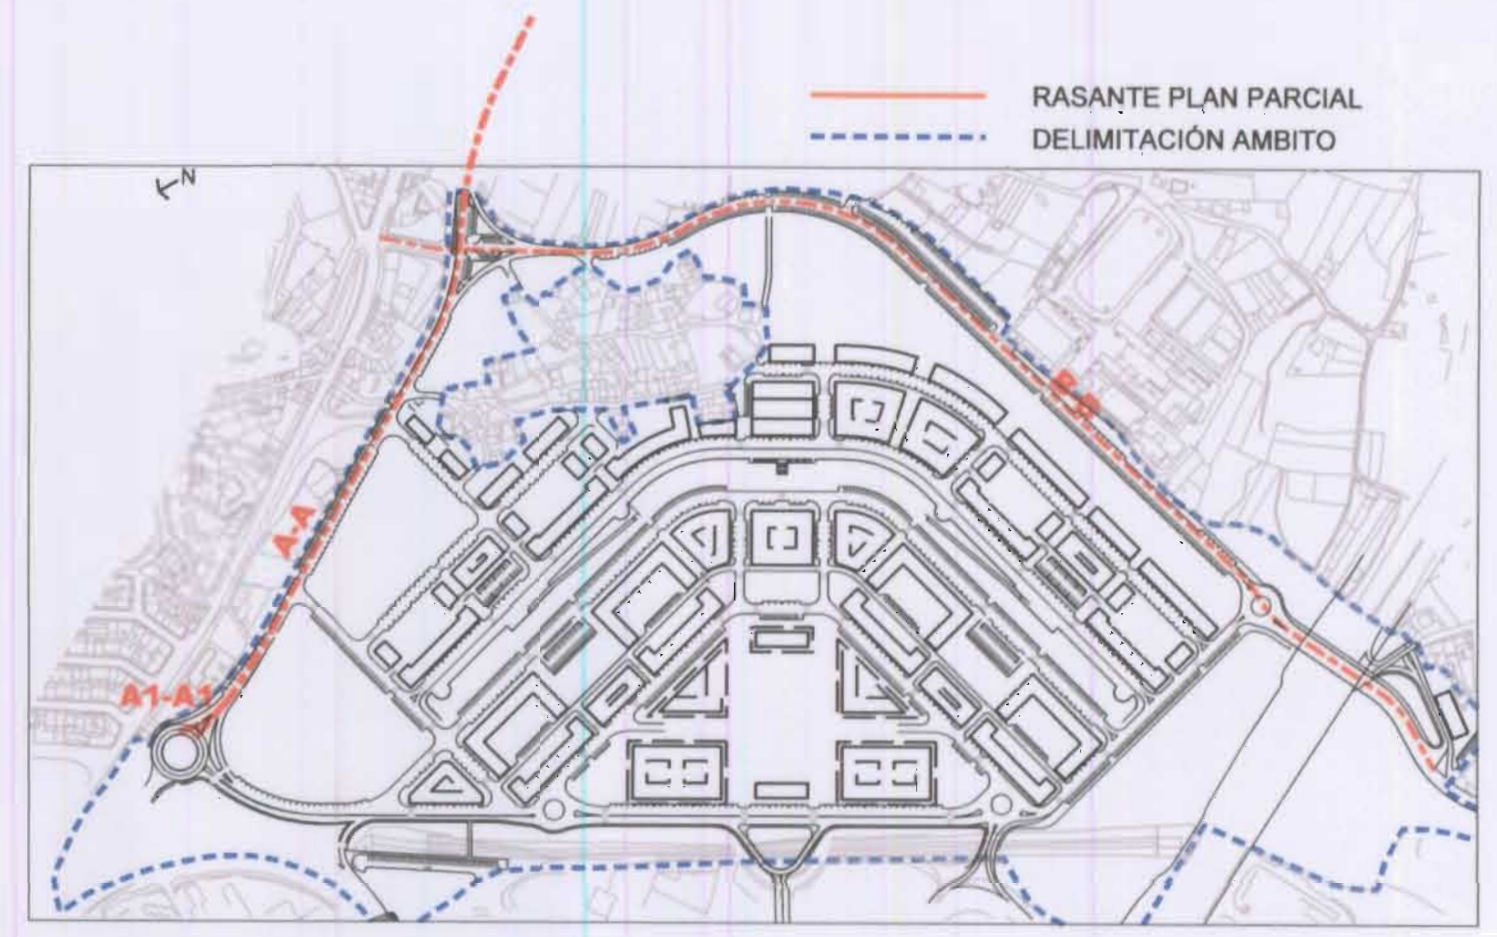 RASANTE PLAN PARCIAL
DELIMITACIÓN AMBITO
N
B-B
A-A
A1-A1